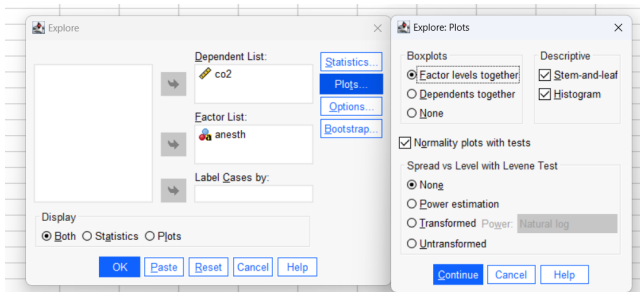 Explore
Dependent List:
co2
Factor List:
anesth
Label Cases by:
Statistics...
Plots...
Options...
Bootstrap...
Display
Both Statistics Plots
OK Paste Reset Cancel Help
Explore: Plots
Boxplots
Factor levels together
Dependents together
None
Descriptive
Stem-and-leaf
Histogram
Normality plots with tests
Spread vs Level with Levene Test
None
Power estimation
Transformed Power: Natural log
Untransformed
Continue Cancel Help